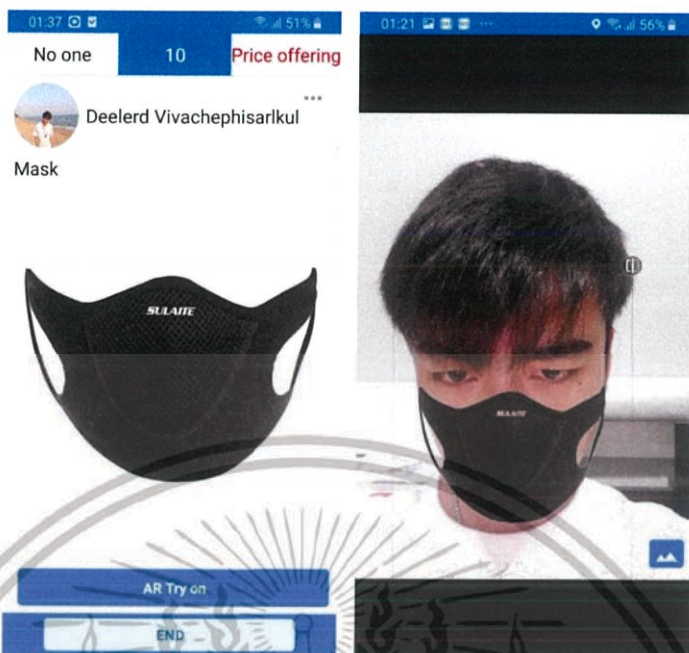 01:37 51%
No one 10 Price offering
Deelerd Vivachephisarlkul
Mask
SULAITE
AR Try on
END
01:21 56%
SULAITE